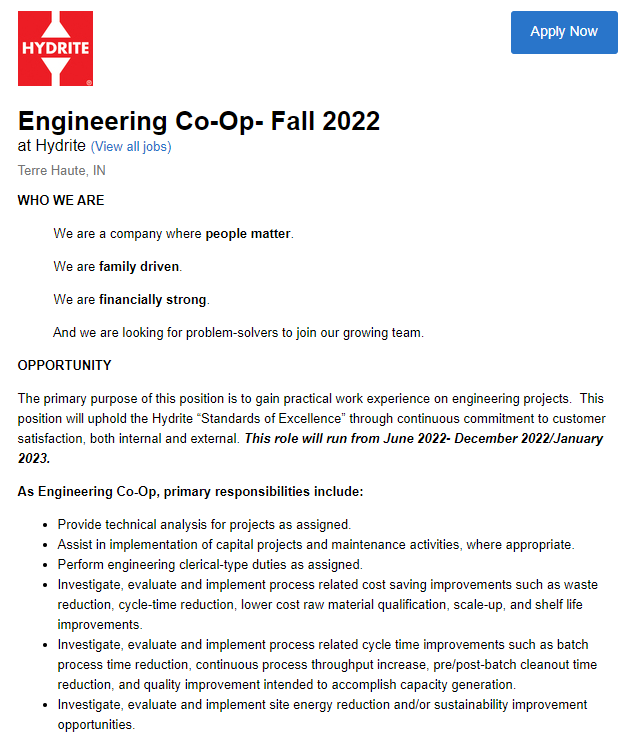 HYDRITE
®
Apply Now
Engineering Co-Op- Fall 2022
at Hydrite (View all jobs)
Terre Haute, IN
WHO WE ARE
We are a company where people matter.
We are family driven.
We are financially strong.
And we are looking for problem-solvers to join our growing team.
OPPORTUNITY
The primary purpose of this position is to gain practical work experience on engineering projects.  This
position will uphold the Hydrite “Standards of Excellence” through continuous commitment to customer
satisfaction, both internal and external. This role will run from June 2022- December 2022/January
2023.
As Engineering Co-Op, primary responsibilities include:
• Provide technical analysis for projects as assigned.
• Assist in implementation of capital projects and maintenance activities, where appropriate.
• Perform engineering clerical-type duties as assigned.
• Investigate, evaluate and implement process related cost saving improvements such as waste
reduction, cycle-time reduction, lower cost raw material qualification, scale-up, and shelf life
improvements.
• Investigate, evaluate and implement process related cycle time improvements such as batch
process time reduction, continuous process throughput increase, pre/post-batch cleanout time
reduction, and quality improvement intended to accomplish capacity generation.
• Investigate, evaluate and implement site energy reduction and/or sustainability improvement
opportunities.